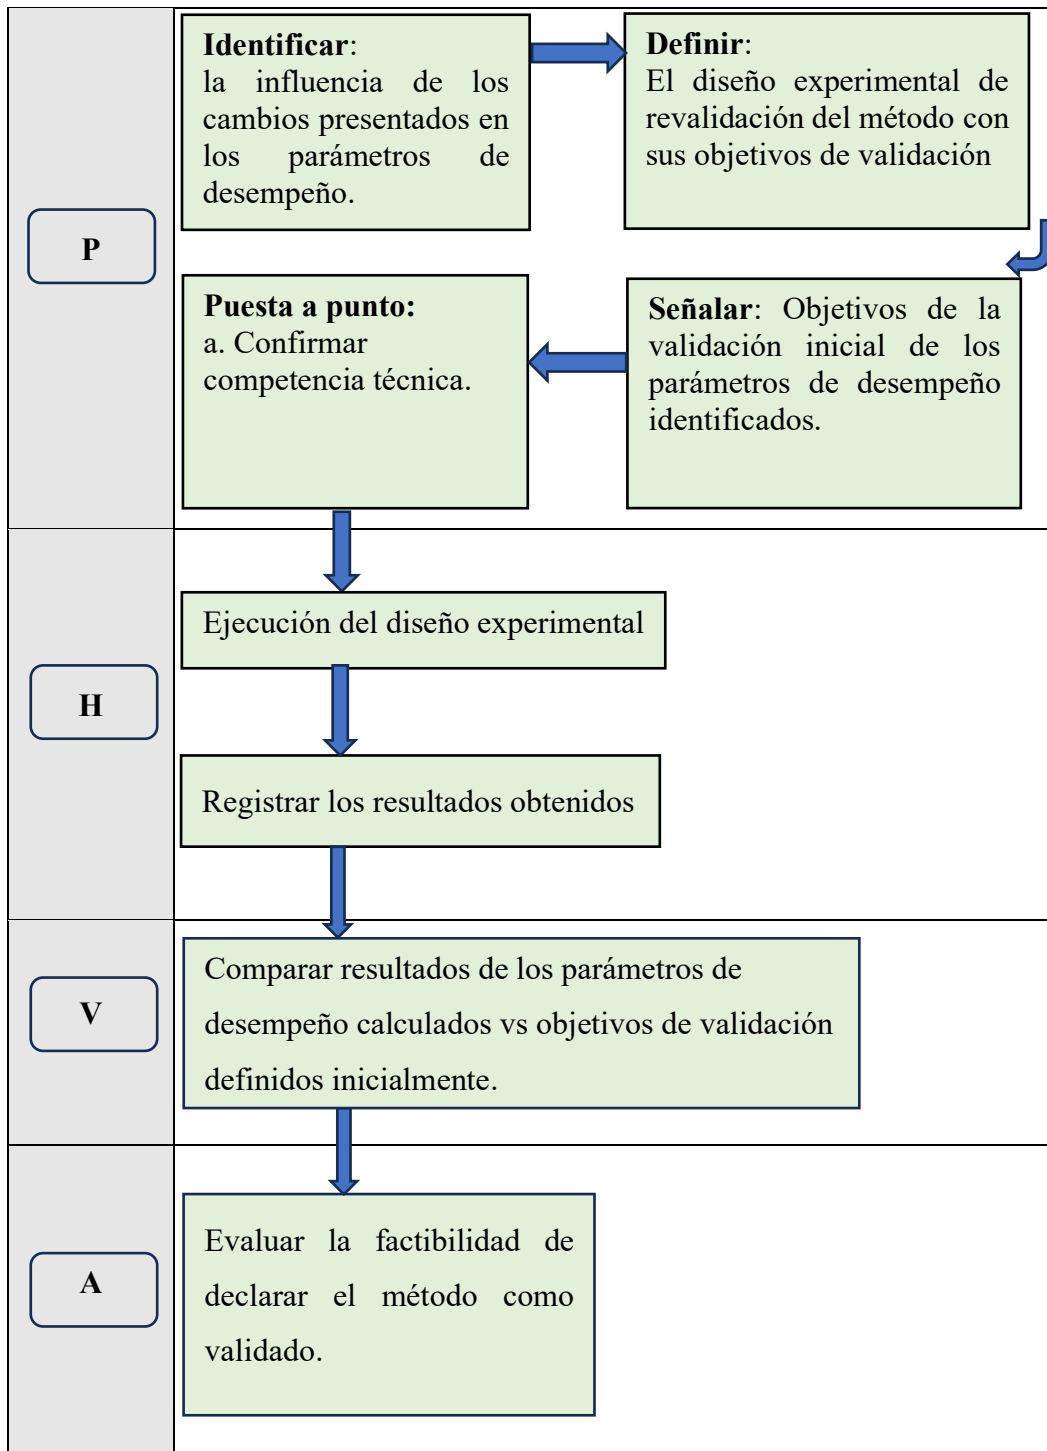 P
Identificar:
la influencia de los
cambios presentados en
los parámetros de
desempeño.
Definir:
El diseño experimental de
revalidación del método con
sus objetivos de validación
Señalar: Objetivos de la
validación inicial de los
parámetros de desempeño
identificados.
Puesta a punto:
a. Confirmar
competencia técnica.
H
Ejecución del diseño experimental
Registrar los resultados obtenidos
V
Comparar resultados de los parámetros de
desempeño calculados vs objetivos de validación
definidos inicialmente.
A
Evaluar la factibilidad de
declarar el método como
validado.